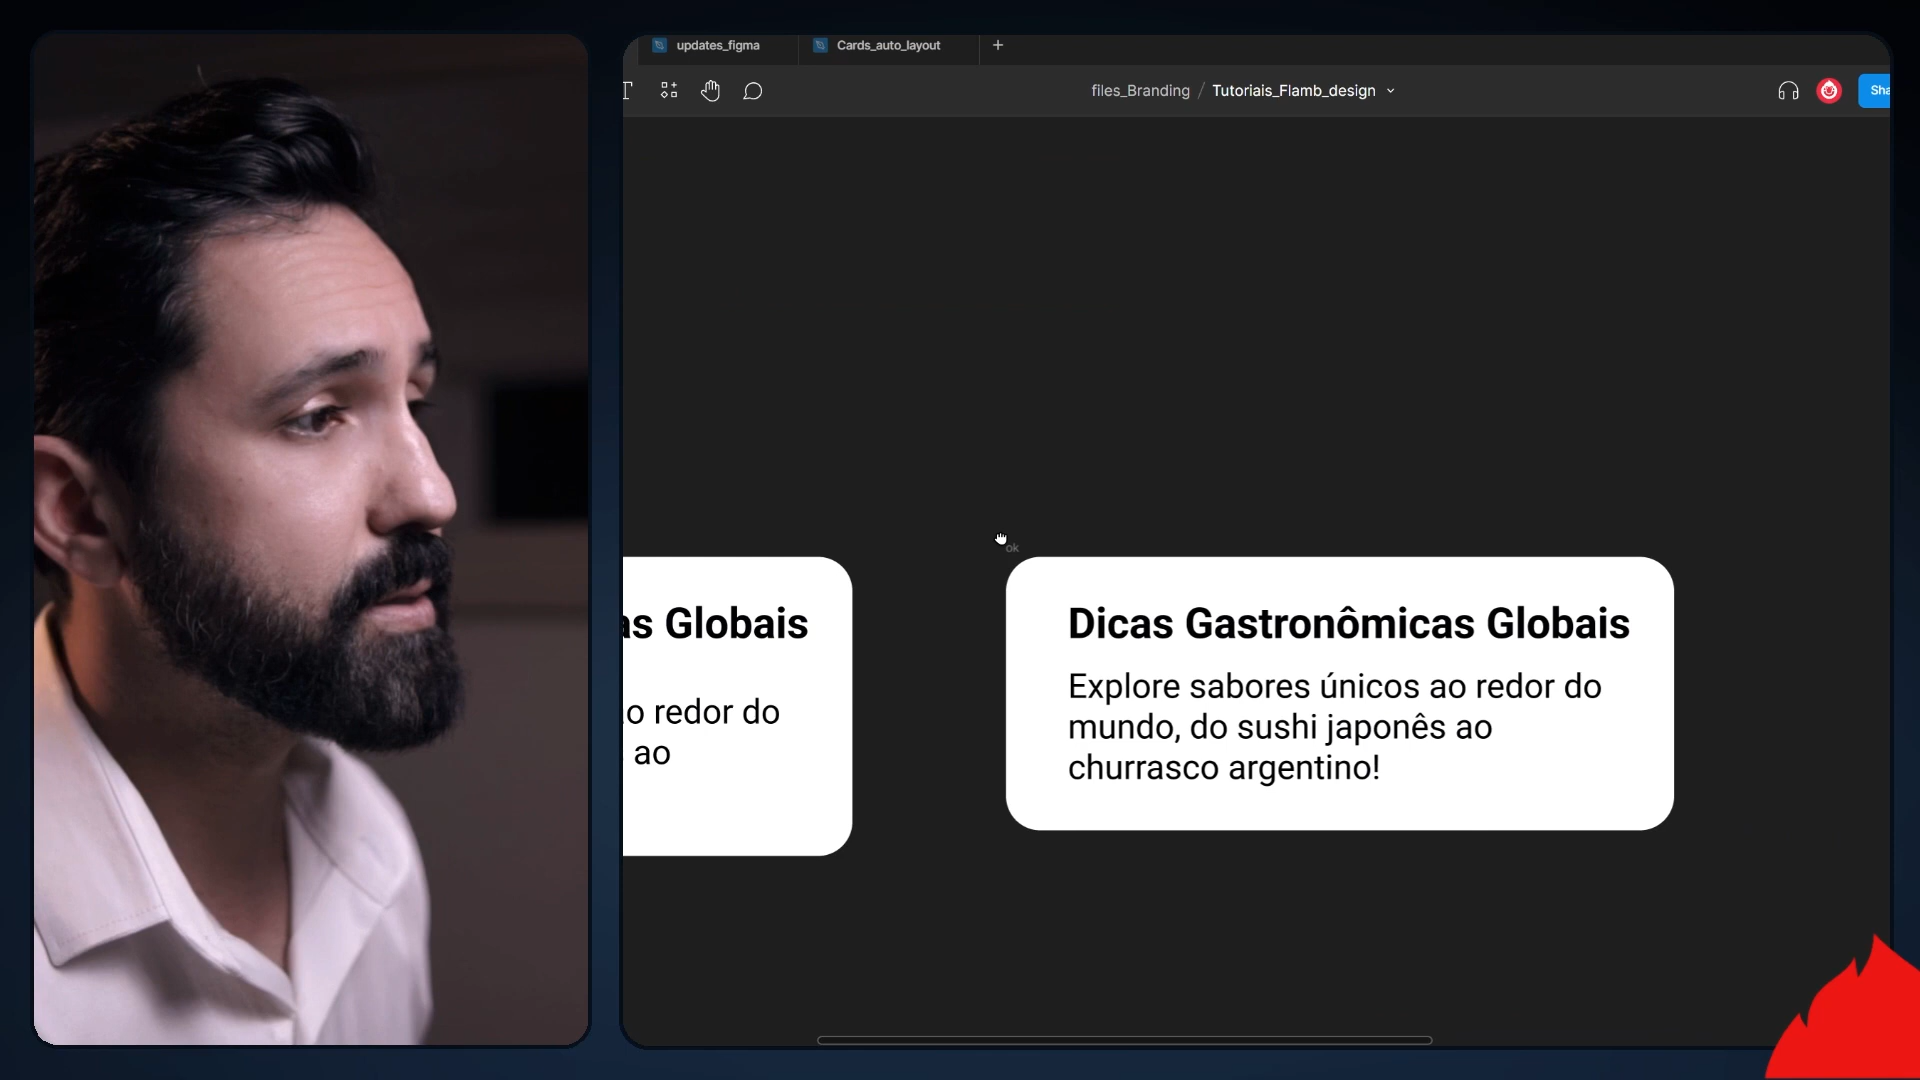 updates_figma
Cards_auto_layout
files_Branding / Tutoriais_Flamb_design
Sha
ok
as Globais
o redor do
ao
Dicas Gastronômicas Globais
Explore sabores únicos ao redor do
mundo, do sushi japonês ao
churrasco argentino!